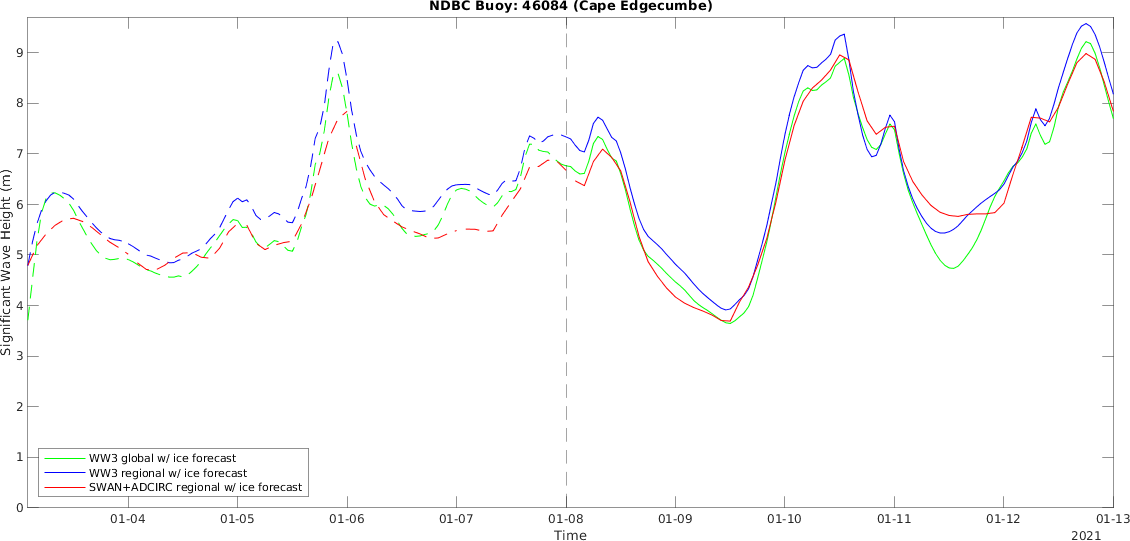 NDBC Buoy: 46084 (Cape Edgecumbe)
Significant Wave Height (m)
9
8
7
6
5
4
3
2
1
0
WW3 global w/ ice forecast
WW3 regional w/ ice forecast
SWAN+ADCIRC regional w/ ice forecast
01-04 01-05 01-06 01-07 01-08 01-09 01-10 01-11 01-12 01-13
Time
2021